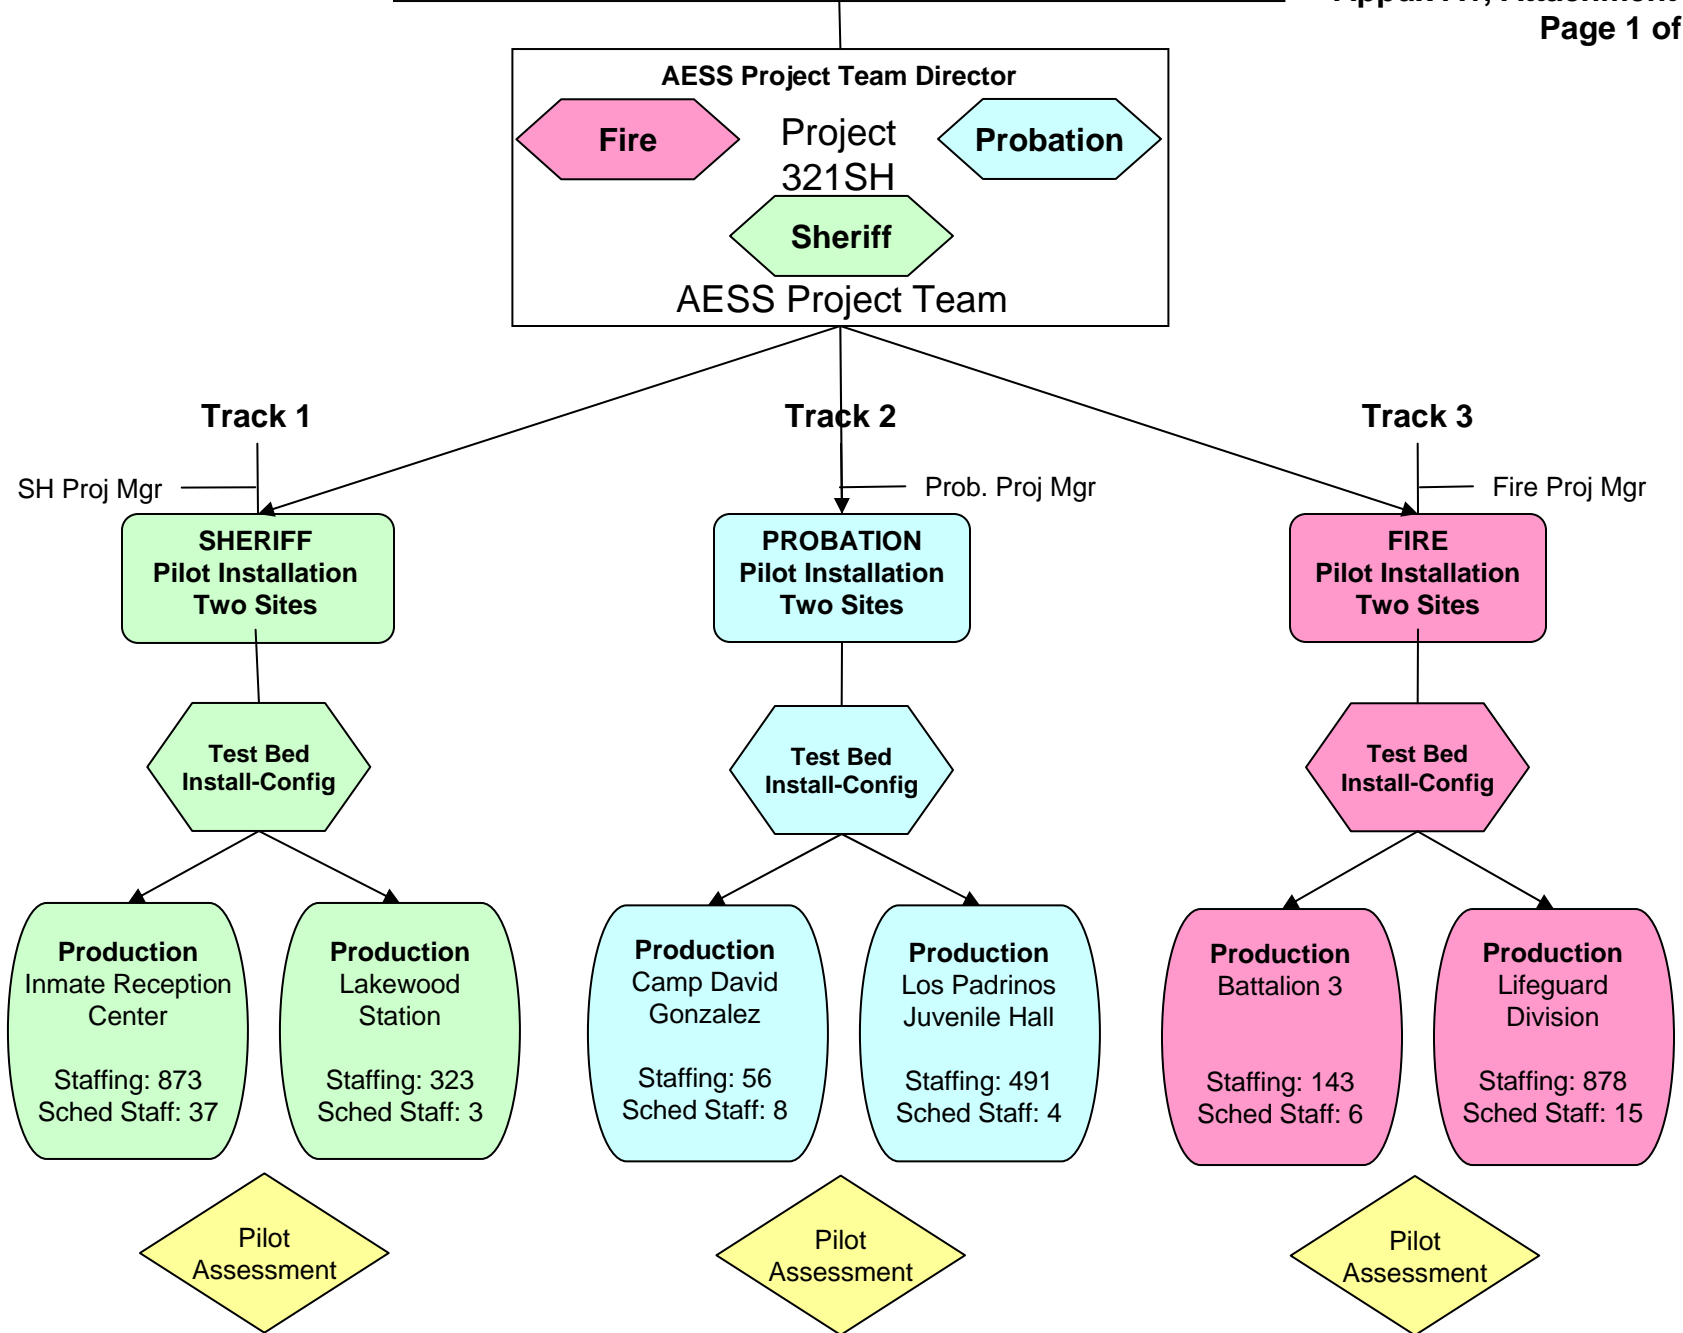 Page 1 of
AESS Project Team Director
Fire
Project
321SH
Probation
Sheriff
AESS Project Team
Track 1
Track 2
Track 3
SH Proj Mgr
Prob. Proj Mgr
Fire Proj Mgr
SHERIFF
Pilot Installation
Two Sites
PROBATION
Pilot Installation
Two Sites
FIRE
Pilot Installation
Two Sites
Test Bed
Install-Config
Test Bed
Install-Config
Test Bed
Install-Config
Production
Inmate Reception
Center
Staffing: 873
Sched Staff: 37
Production
Lakewood
Station
Staffing: 323
Sched Staff: 3
Production
Camp David
Gonzalez
Staffing: 56
Sched Staff: 8
Production
Los Padrinos
Juvenile Hall
Staffing: 491
Sched Staff: 4
Production
Battalion 3
Staffing: 143
Sched Staff: 6
Production
Lifeguard
Division
Staffing: 878
Sched Staff: 15
Pilot
Assessment
Pilot
Assessment
Pilot
Assessment